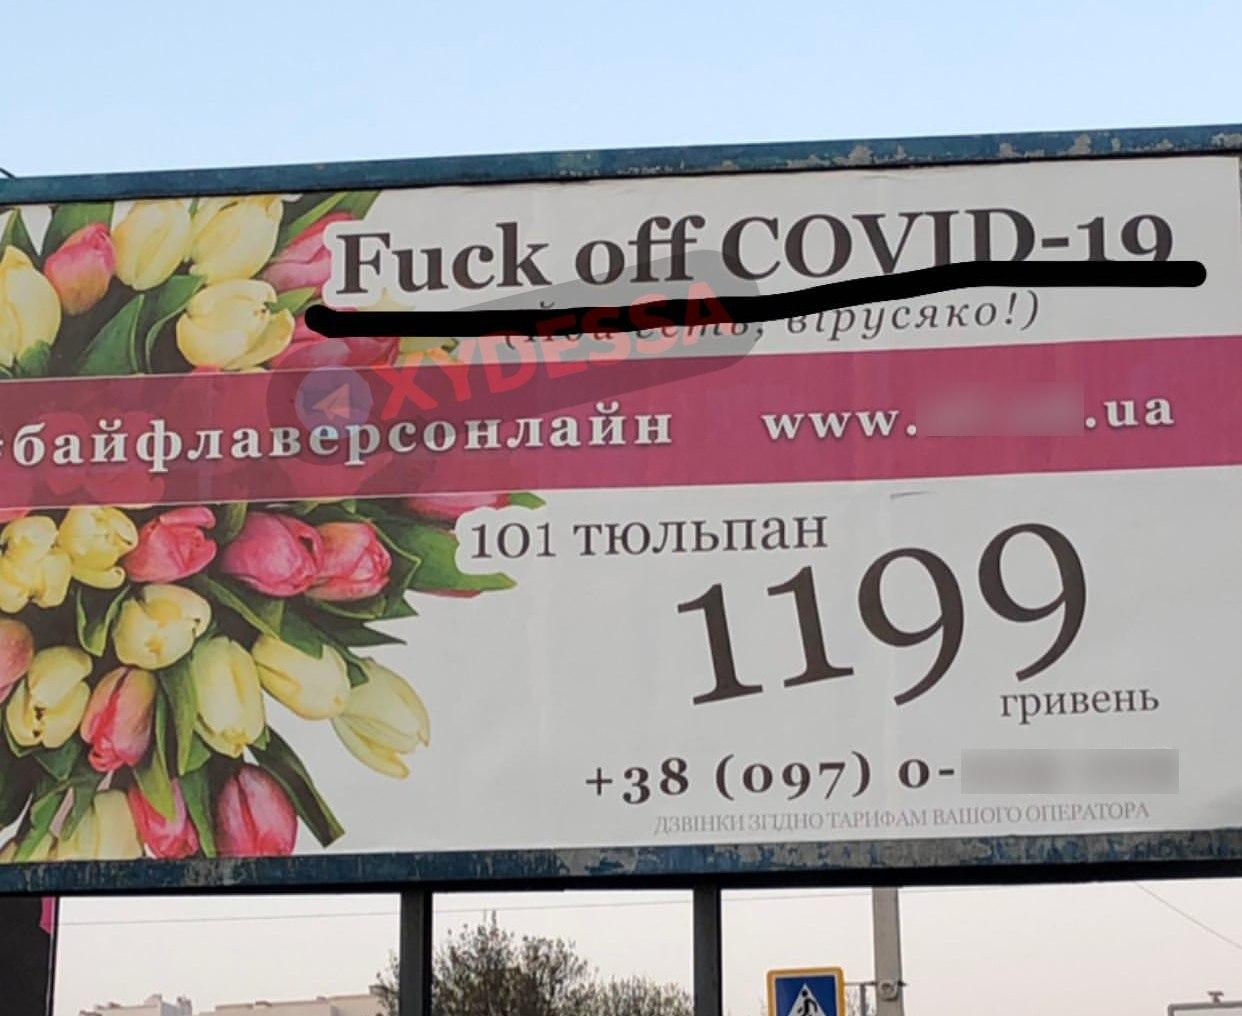 Fuck off COVID-19
вірусяко!)
XYDESSA
#байфлаверсонлайн www. .ua
101 тюльпан
1199
гривень
+38 (097) 0-
ДЗВІНКИ ЗГІДНО ТАРИФАМ ВАШОГО ОПЕРАТОРА